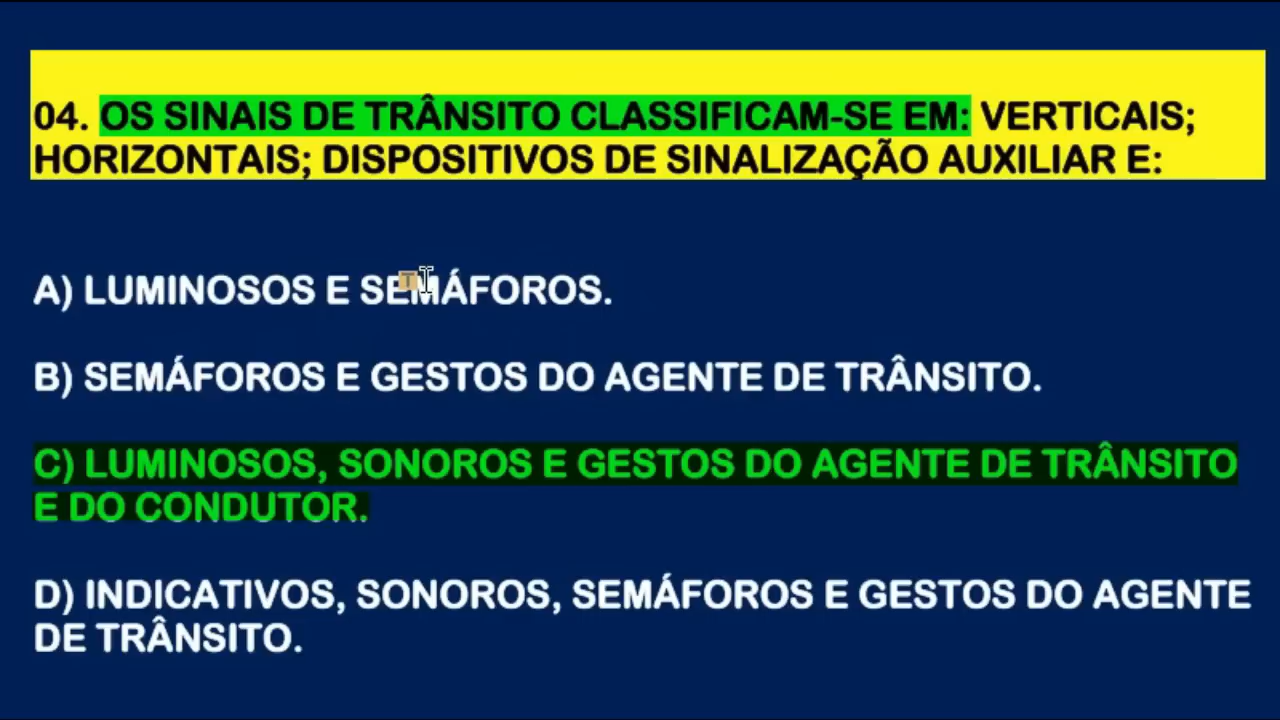 04. OS SINAIS DE TRÂNSITO CLASSIFICAM-SE EM: VERTICAIS;
HORIZONTAIS; DISPOSITIVOS DE SINALIZAÇÃO AUXILIAR E:
A) LUMINOSOS E SEMÁFOROS.
B) SEMÁFOROS E GESTOS DO AGENTE DE TRÂNSITO.
C) LUMINOSOS, SONOROS E GESTOS DO AGENTE DE TRÂNSITO
E DO CONDUTOR.
D) INDICATIVOS, SONOROS, SEMÁFOROS E GESTOS DO AGENTE
DE TRÂNSITO.